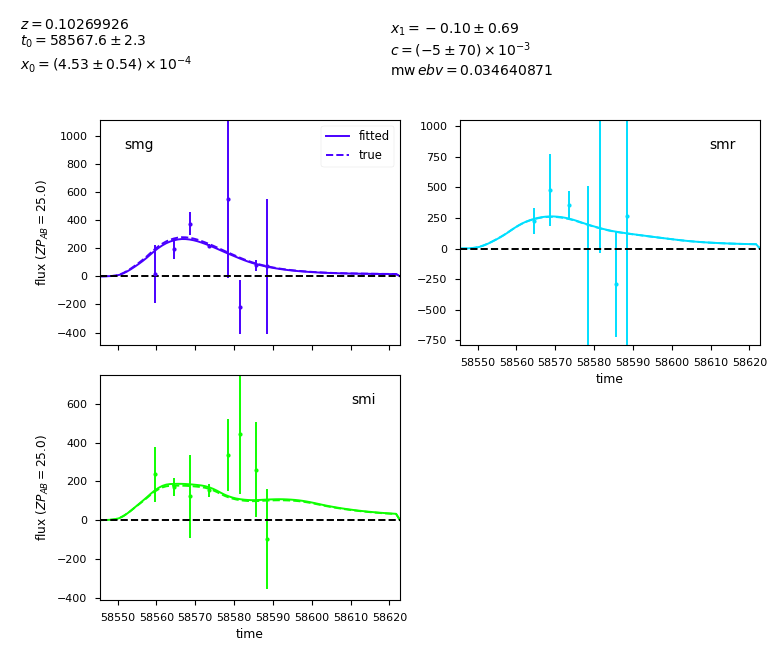 z = 0.10269926
t₀ = 58567.6 ± 2.3
x₀ = (4.53 ± 0.54) × 10⁻⁴
x₁ = −0.10 ± 0.69
c = (−5 ± 70) × 10⁻³
mw ebv = 0.034640871
smg
fitted
true
1000
800
600
400
200
0
−200
−400
flux (ZP_AB = 25.0)
smr
1000
750
500
250
0
−250
−500
−750
58550 58560 58570 58580 58590 58600 58610 58620
time
smi
600
400
200
0
−200
−400
flux (ZP_AB = 25.0)
58550 58560 58570 58580 58590 58600 58610 58620
time